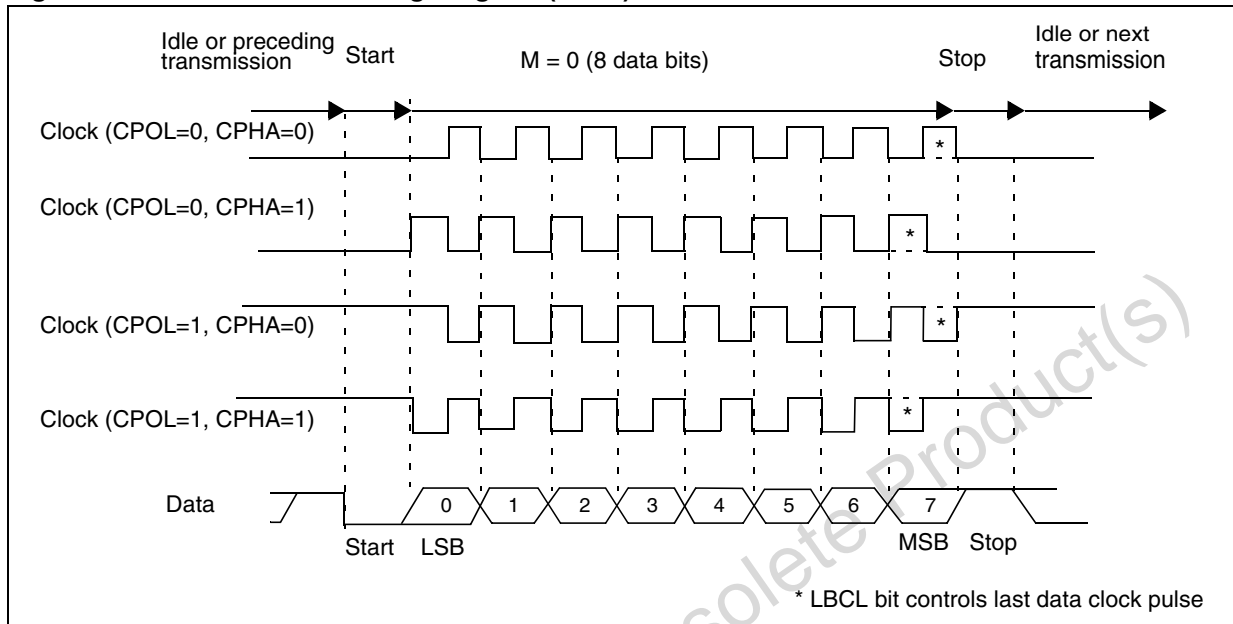 Idle or preceding
transmission
Start
M = 0 (8 data bits)
Stop
Idle or next
transmission
Clock (CPOL=0, CPHA=0)
*
Clock (CPOL=0, CPHA=1)
*
Clock (CPOL=1, CPHA=0)
*
Clock (CPOL=1, CPHA=1)
*
Data
0 1 2 3 4 5 6 7
Start LSB MSB Stop
* LBCL bit controls last data clock pulse
solete Product(s)